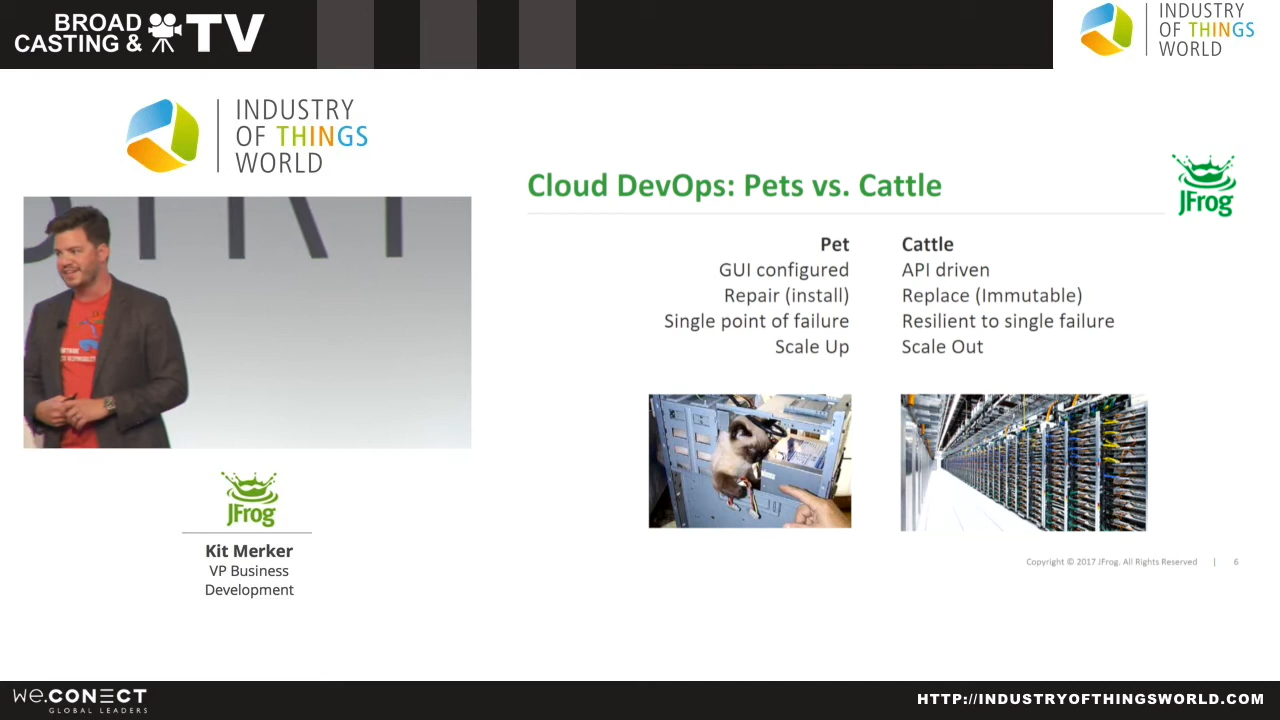 BROAD
CASTING & TV
INDUSTRY
OF THINGS
WORLD
INDUSTRY
OF THINGS
WORLD
JFrog
Kit Merker
VP Business
Development
Cloud DevOps: Pets vs. Cattle
JFrog
Pet
GUI configured
Repair (install)
Single point of failure
Scale Up
Cattle
API driven
Replace (Immutable)
Resilient to single failure
Scale Out
Copyright © 2017 JFrog. All Rights Reserved | 6
we.CONECT
GLOBAL LEADERS
HTTP://INDUSTRYOFTHINGSWORLD.COM